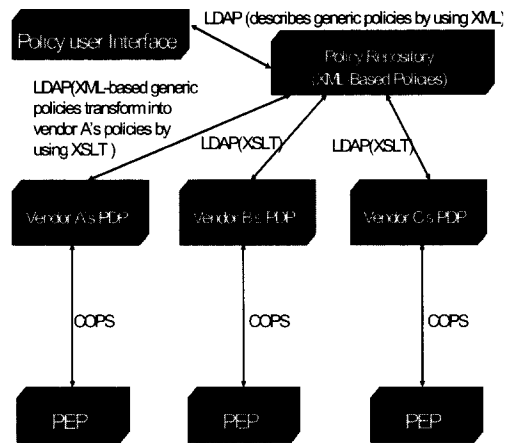 LDAP (describes generic policies by using XML)
Policy user Interface
Policy Repository
(XML-Based Policies)
LDAP(XML-based generic
policies transform into
vendor A's policies by
using XSLT )
LDAP(XSLT)
LDAP(XSLT)
Vendor A's PDP
Vendor B's PDP
Vendor C's PDP
COPS
COPS
COPS
PEP
PEP
PEP